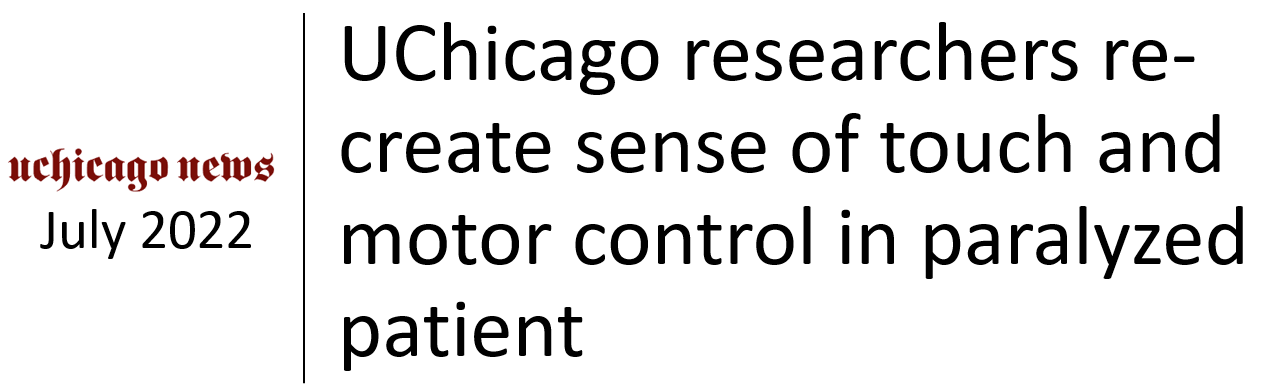 uchicago news
July 2022
UChicago researchers re-
create sense of touch and
motor control in paralyzed
patient